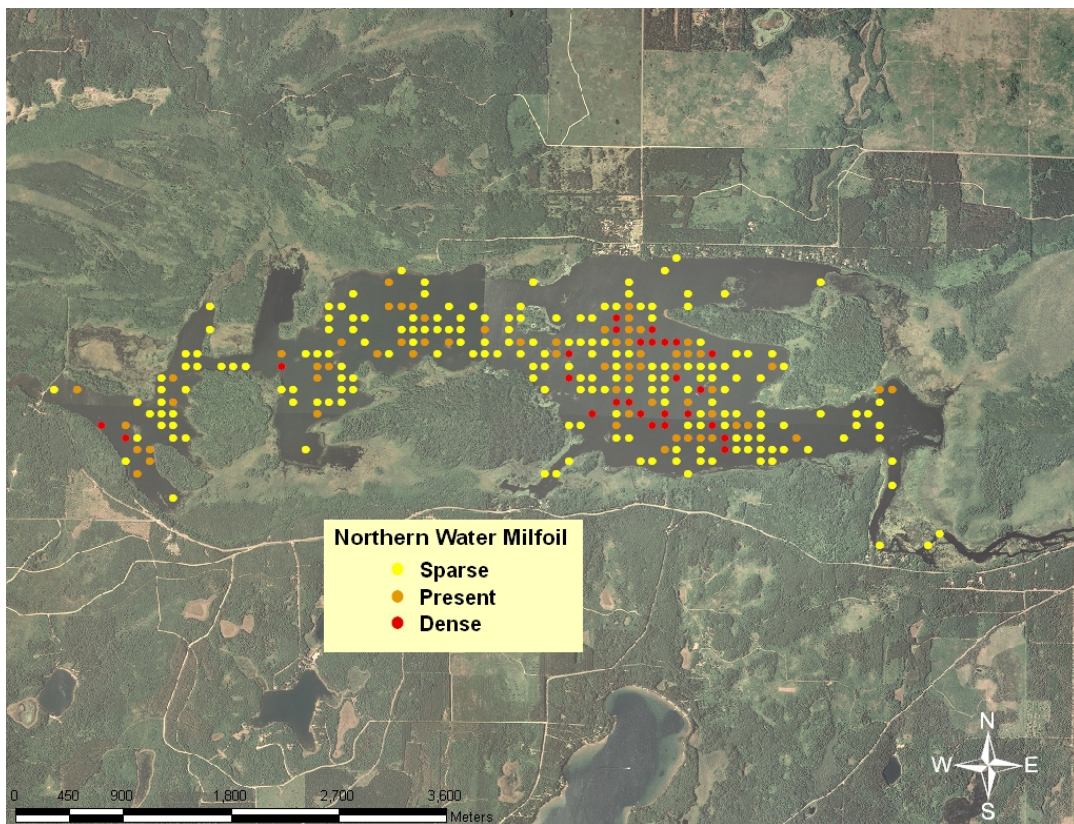 Northern Water Milfoil
Sparse
Present
Dense
N
W E
S
0 450 900 1,800 2,700 3,600
Meters